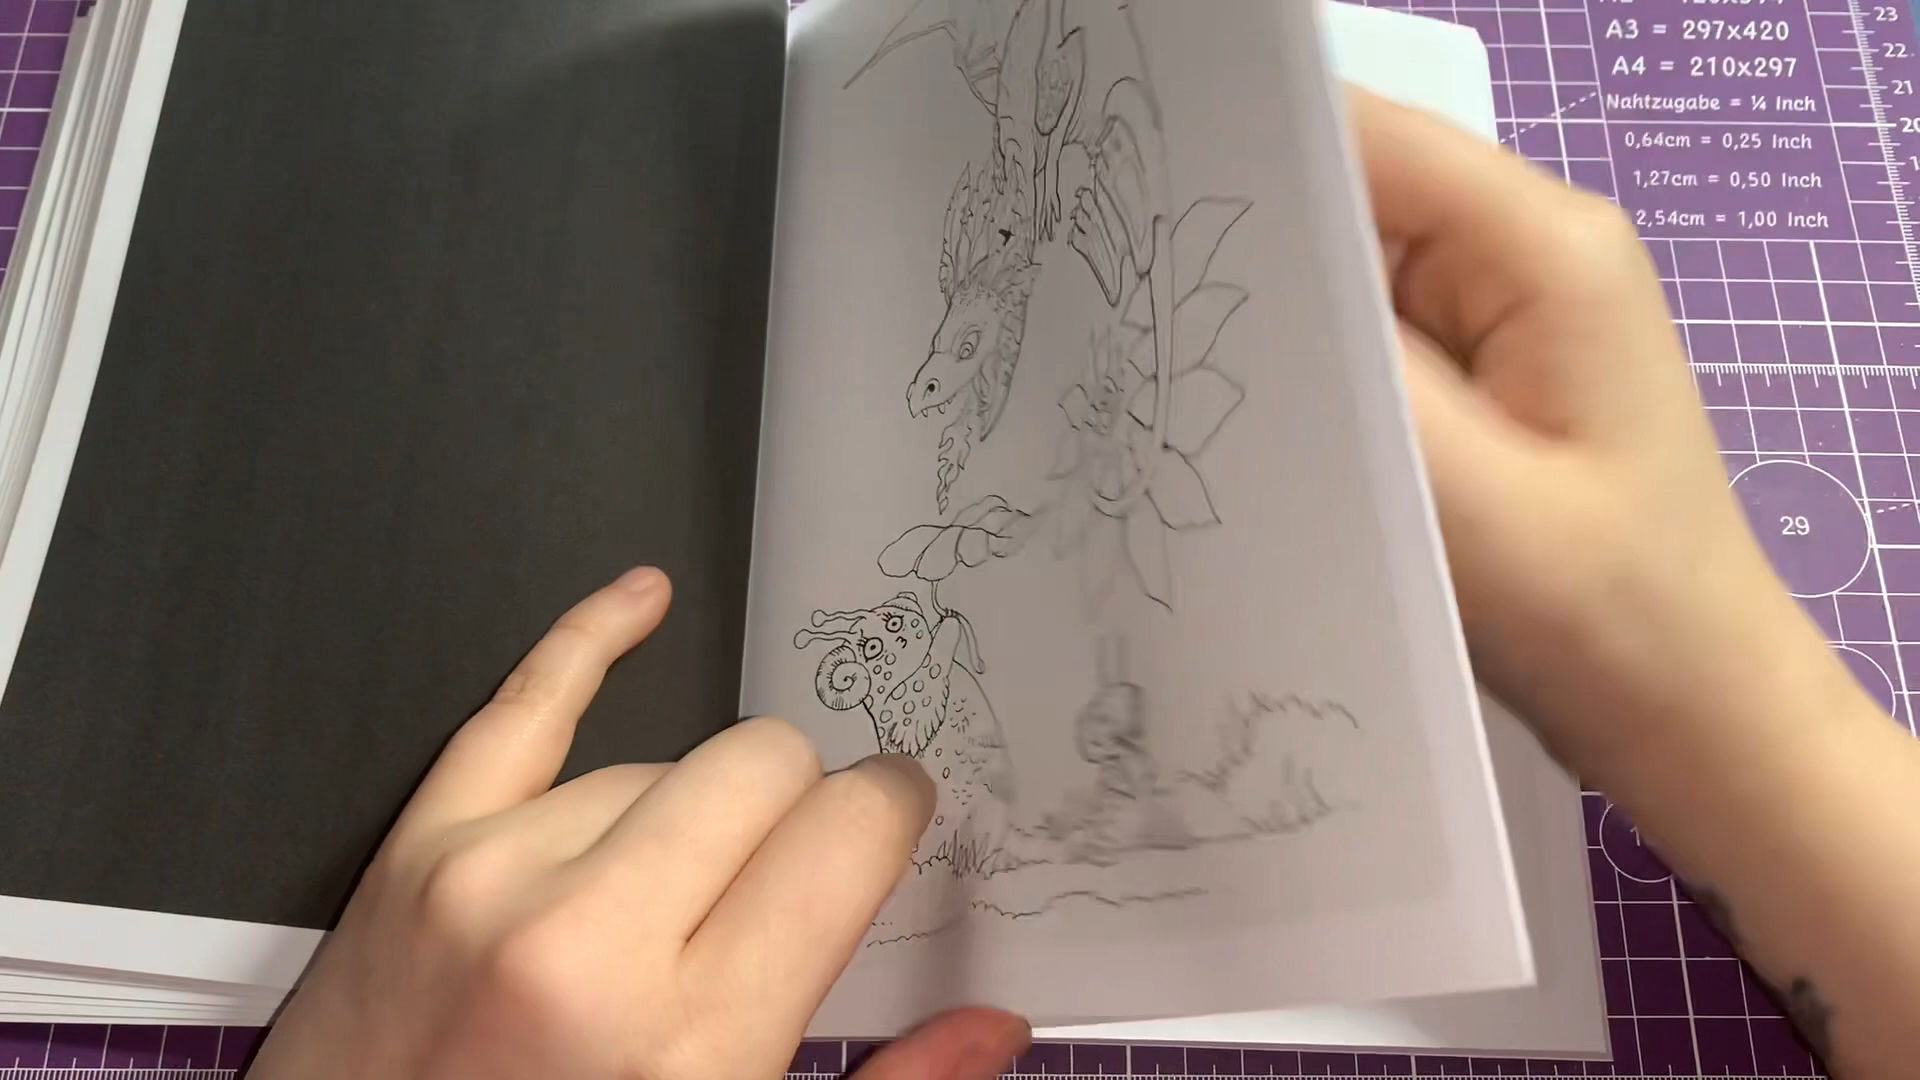 A3 = 297x420
A4 = 210x297
Nahtzugabe = ¼ Inch
0,64cm = 0,25 Inch
1,27cm = 0,50 Inch
2,54cm = 1,00 Inch
23
22
21
20
29